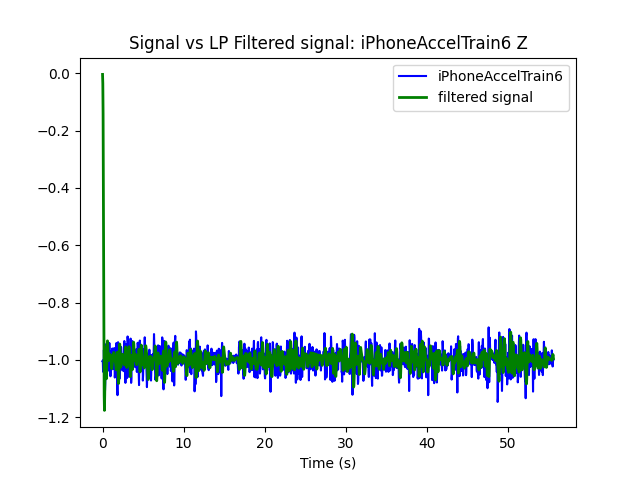 Signal vs LP Filtered signal: iPhoneAccelTrain6 Z
iPhoneAccelTrain6
filtered signal
0.0
−0.2
−0.4
−0.6
−0.8
−1.0
−1.2
0 10 20 30 40 50
Time (s)